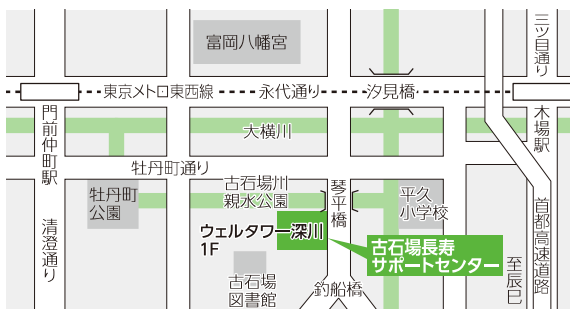 富岡八幡宮
三ツ目通り
東京メトロ東西線
永代通り
汐見橋
門前仲町駅
大横川
木場駅
牡丹町通り
牡丹町
公園
古石場川
親水公園
琴平橋
平久
小学校
首都高速道路
清澄通り
ウェルタワー深川
1F
古石場長寿
サポートセンター
古石場
図書館
釣船橋
至辰巳